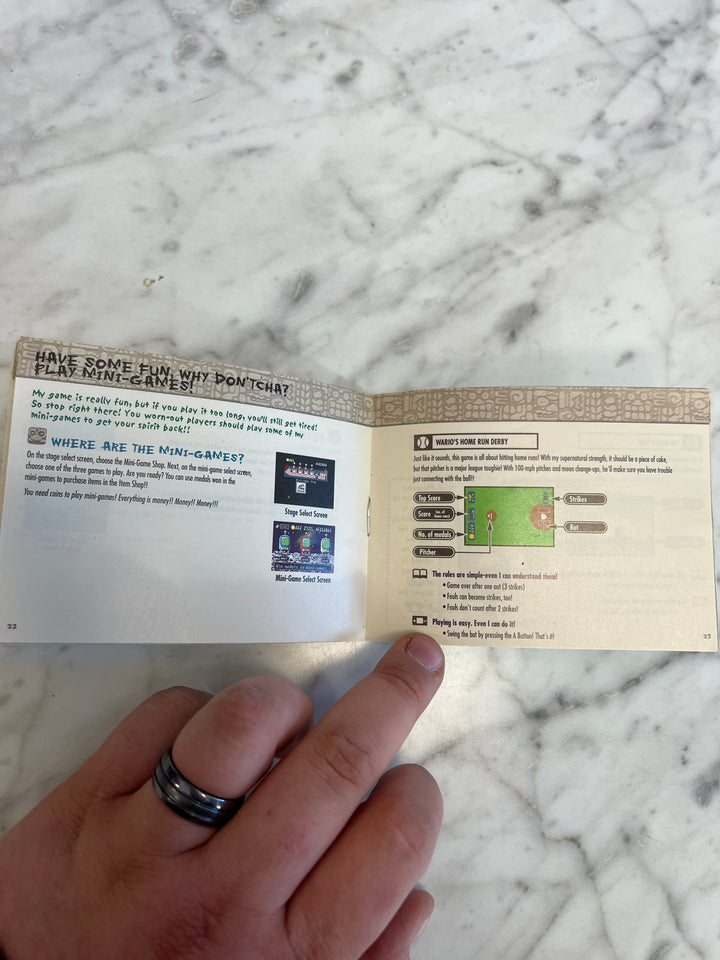 HAVE SOME FUN, WHY DON'TCHA?
PLAY MINI-GAMES!
My game is really fun, but if you play it too long, you'll still get tired!
So stop right there! You worn-out players should play some of my
mini-games to get your spirit back!!
WHERE ARE THE MINI-GAMES?
On the stage select screen, choose the Mini-Game Shop. Next, on the mini-game select screen,
choose one of the three games to play. Are you ready? You can use medals won in the
mini-games to purchase items in the Item Shop!!
You need coins to play mini-games! Everything is money!! Money!! Money!!!
Stage Select Screen
Mini-Game Select Screen
22
WARIO'S HOME RUN DERBY
Just like it sounds, this game is all about hitting home runs! With my supernatural strength, it should be a piece of cake,
but that pitcher is a major league toughie! With 100-mph pitches and mean change-ups, he'll make sure you have trouble
just connecting with the ball!!
Top Score
Score (no. of home runs)
No. of medals
Pitcher
Strikes
Bat
The rules are simple-even I can understand them!
• Game over after one out (3 strikes)
• Fouls can become strikes, too!
• Fouls don't count after 2 strikes!
Playing is easy. Even I can do it!
• Swing the bat by pressing the A Button! That's it!
23